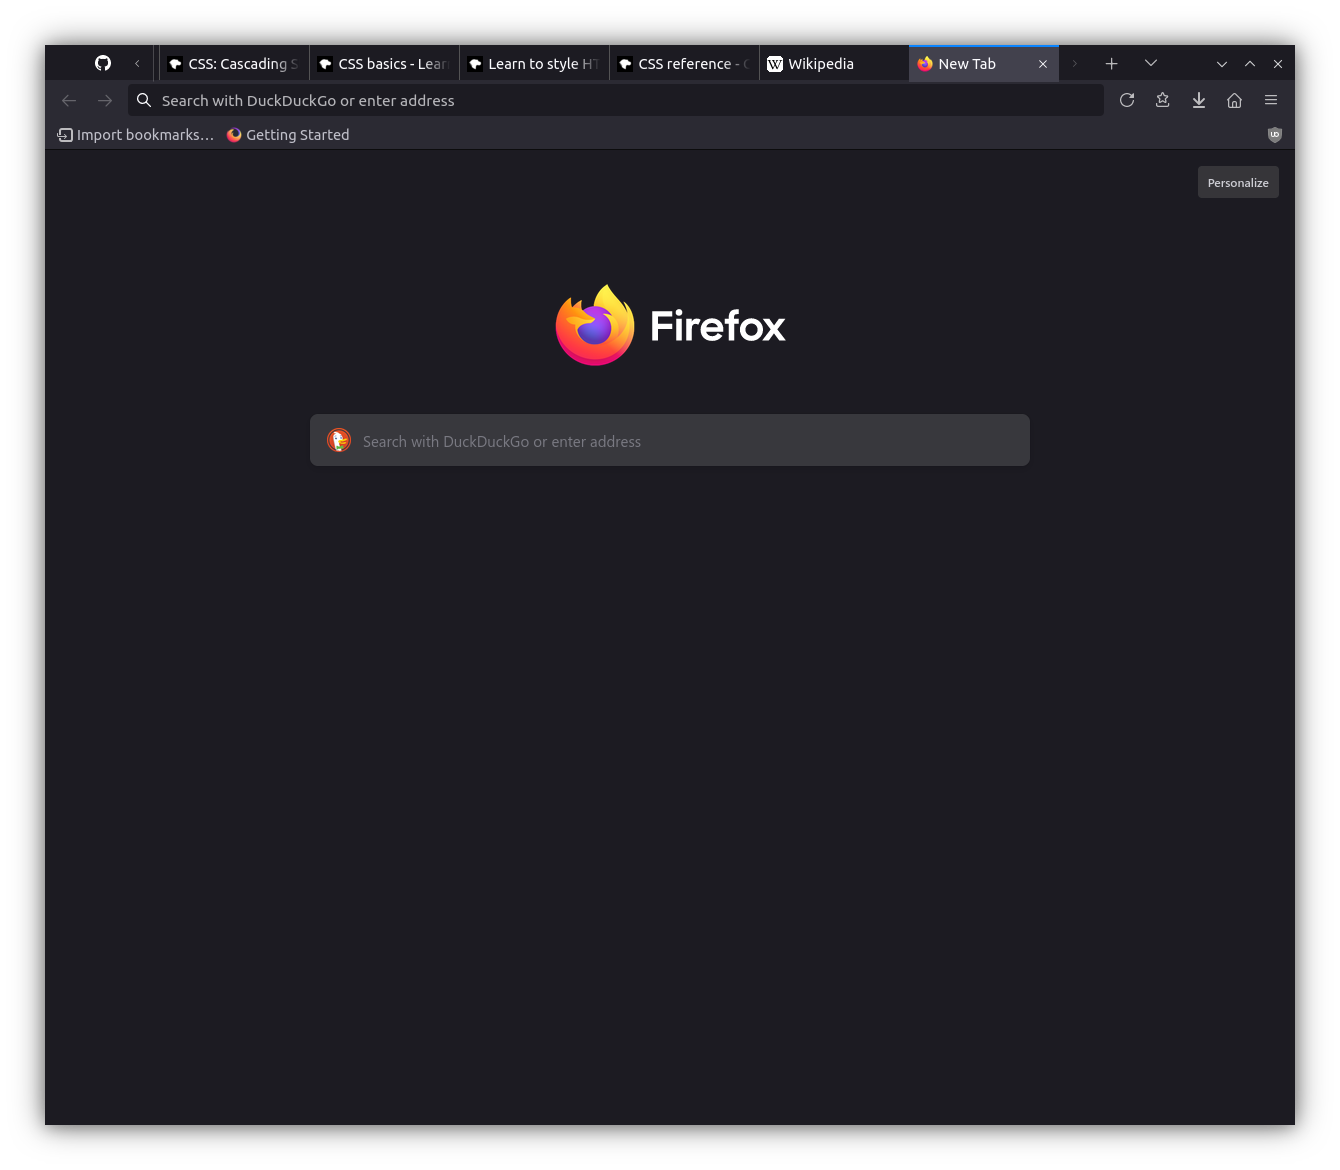 CSS: Cascading S
CSS basics - Lear
Learn to style HT
CSS reference -
Wikipedia
New Tab
Search with DuckDuckGo or enter address
Import bookmarks…
Getting Started
Personalize
Firefox
Search with DuckDuckGo or enter address